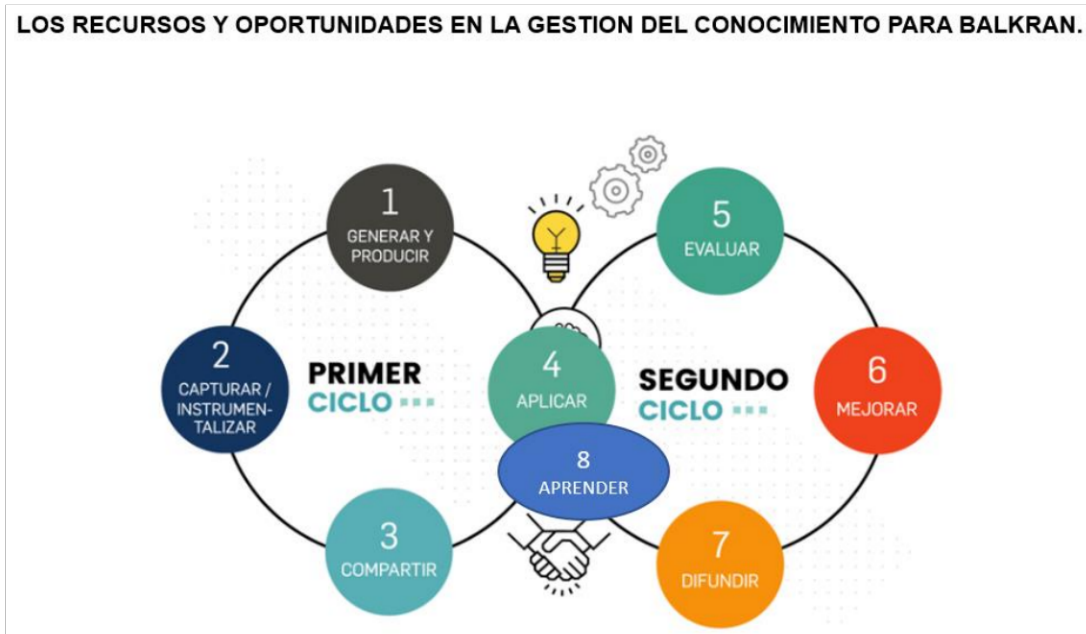 LOS RECURSOS Y OPORTUNIDADES EN LA GESTION DEL CONOCIMIENTO PARA BALKRAN.
1
GENERAR Y
PRODUCIR
2
CAPTURAR /
INSTRUMEN-
TALIZAR
3
COMPARTIR
PRIMER
CICLO
4
APLICAR
8
APRENDER
SEGUNDO
CICLO
5
EVALUAR
6
MEJORAR
7
DIFUNDIR